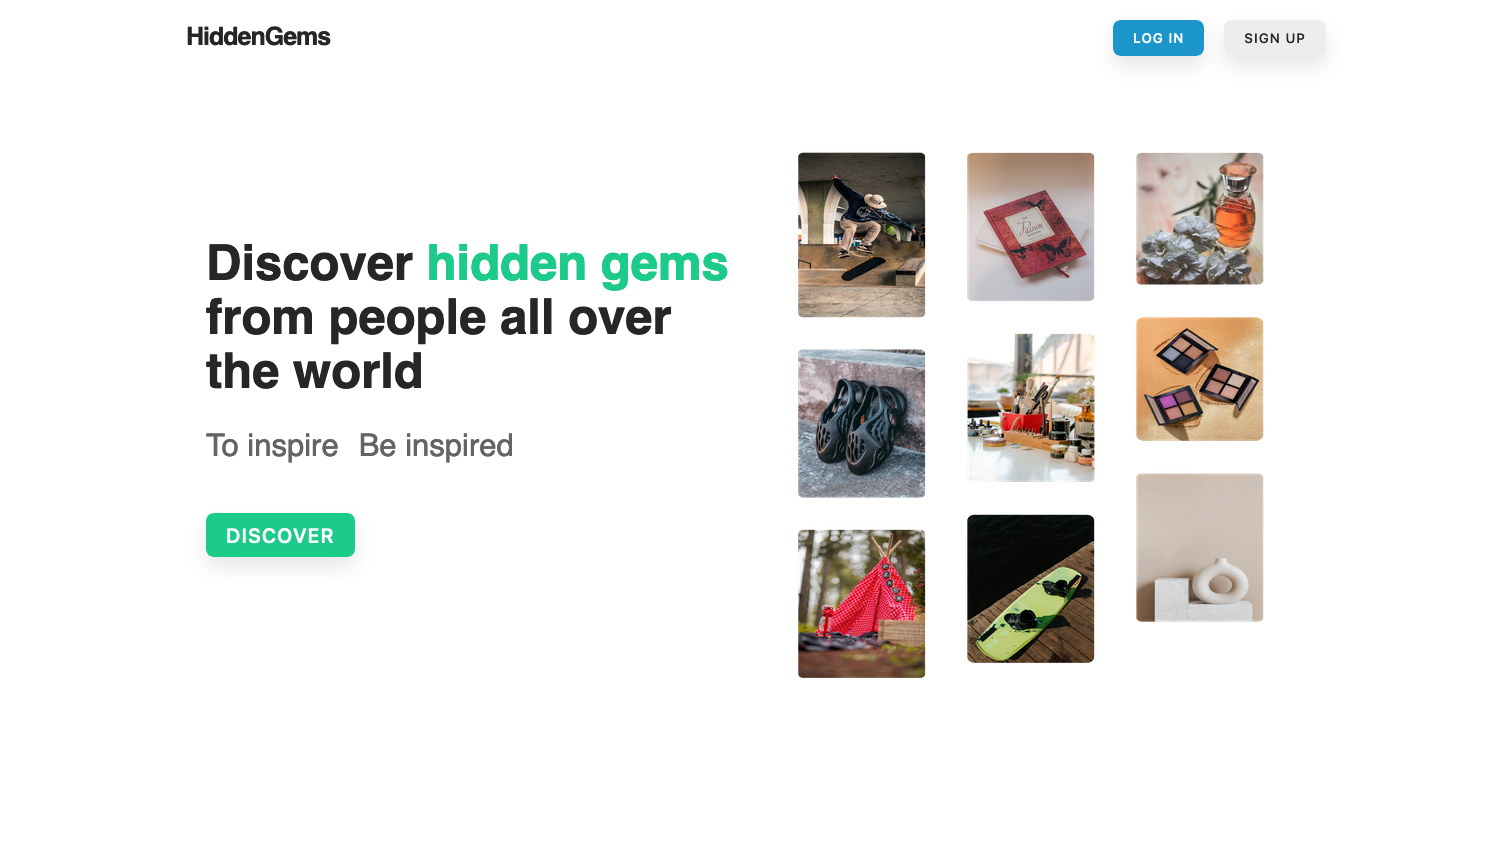 HiddenGems
LOG IN
SIGN UP
Discover hidden gems
from people all over
the world
To inspire Be inspired
DISCOVER
Passion